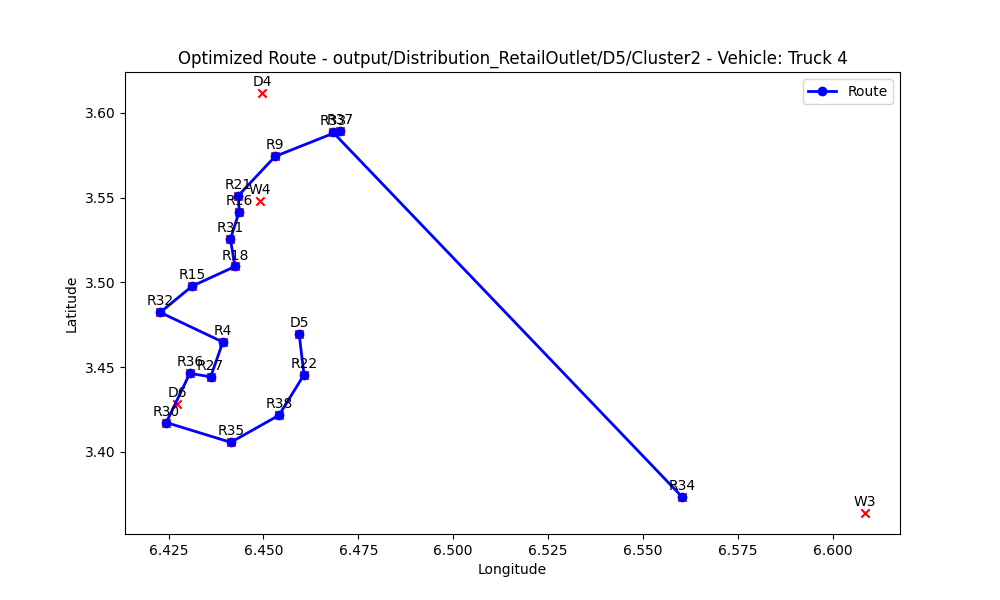 Optimized Route - output/Distribution_RetailOutlet/D5/Cluster2 - Vehicle: Truck 4
Route
D4
R33
R37
R9
R21
W4
R26
R31
R18
R15
R32
R4
D5
R36
R27
R22
D6
R30
R38
R35
R34
W3
3.60
3.55
3.50
3.45
3.40
Latitude
6.425
6.450
6.475
6.500
6.525
6.550
6.575
6.600
Longitude